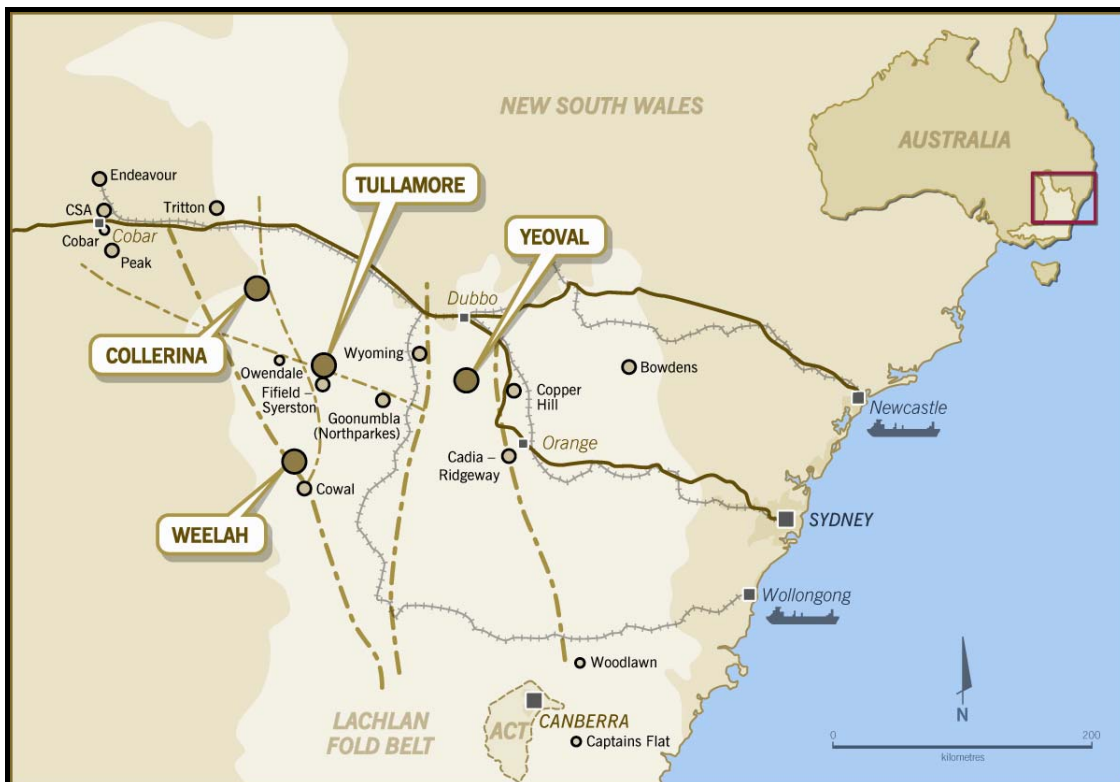 NEW SOUTH WALES
AUSTRALIA
Endeavour
TULLAMORE
CSA
Tritton
YEOVAL
Cobar
Cobar
Peak
Dubbo
COLLERINA
Wyoming
Owendale
Bowdens
Fifield –
Syerston
Copper
Hill
Goonumbla
(Northparkes)
Newcastle
Orange
Cadia –
Ridgeway
Cowal
WEELAH
SYDNEY
Wollongong
Woodlawn
LACHLAN
FOLD BELT
ACT
CANBERRA
Captains Flat
N
0
200
kilometres